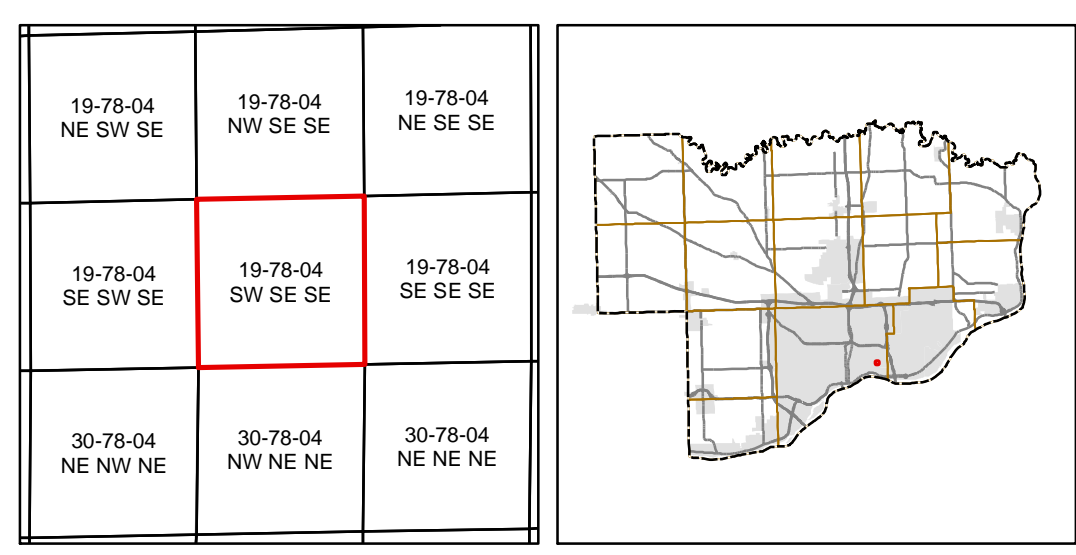 19-78-04
NE SW SE
19-78-04
NW SE SE
19-78-04
NE SE SE
19-78-04
SE SW SE
19-78-04
SW SE SE
19-78-04
SE SE SE
30-78-04
NE NW NE
30-78-04
NW NE NE
30-78-04
NE NE NE